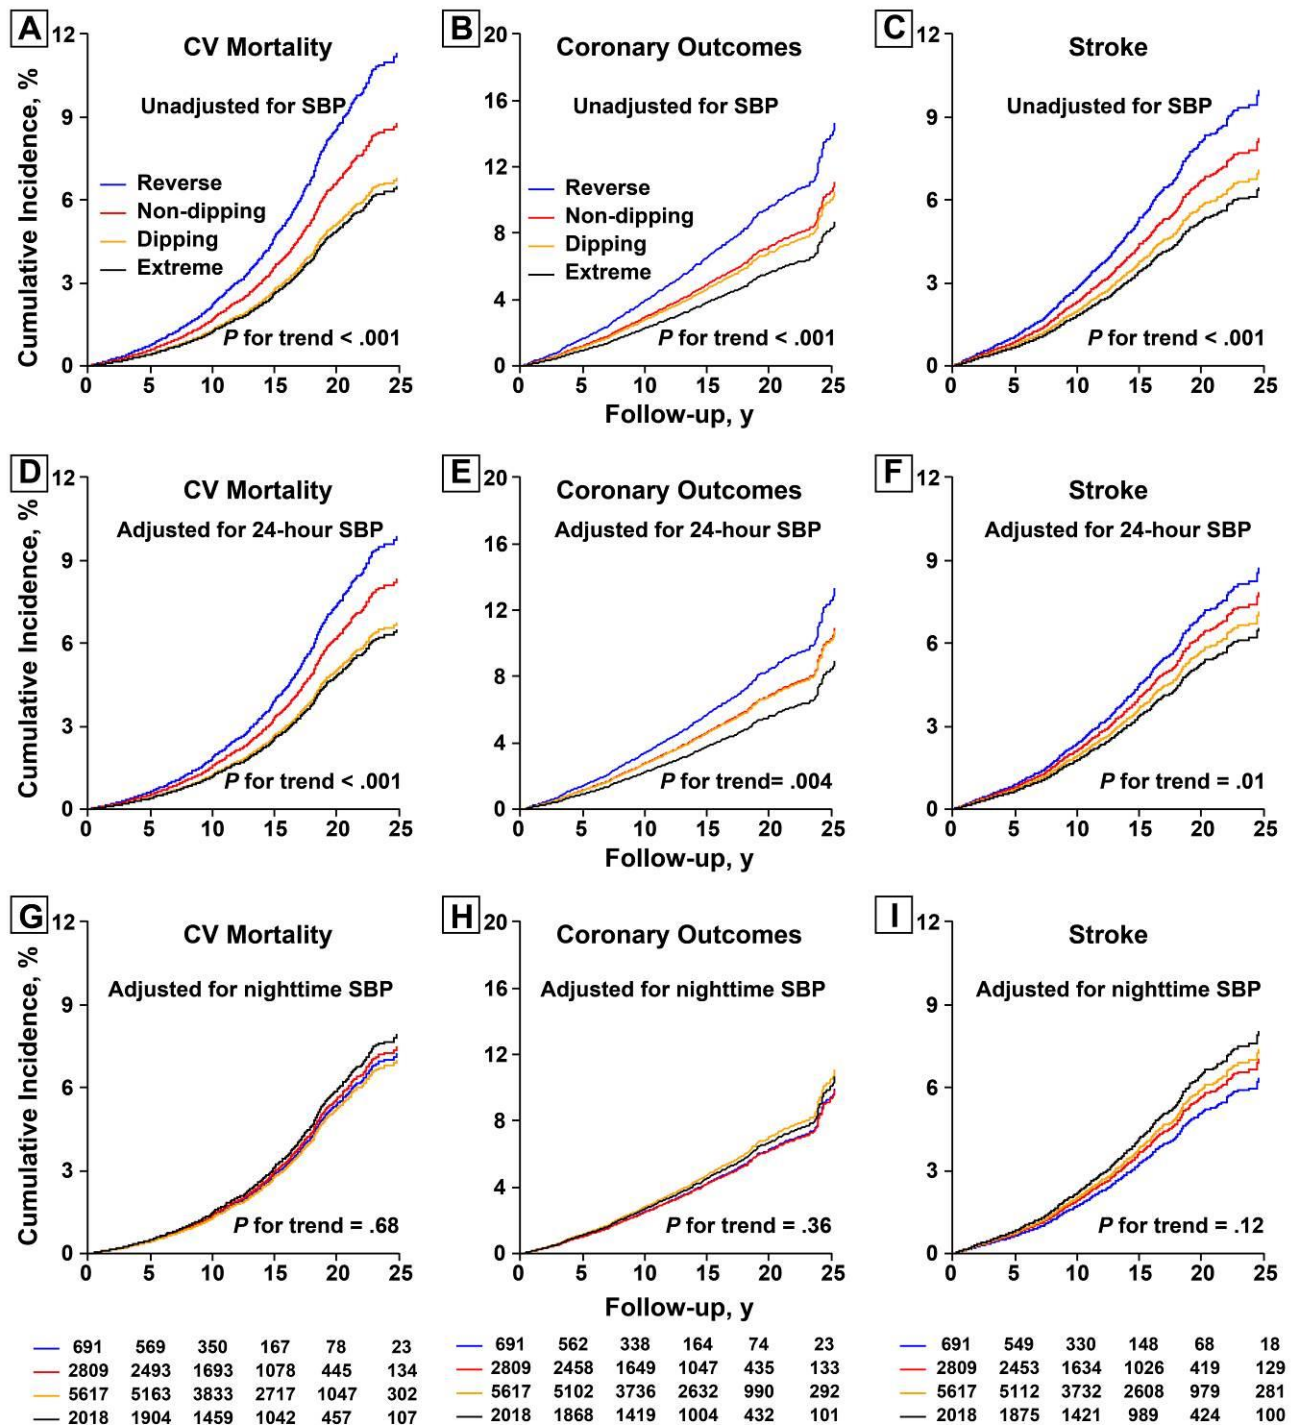 A
CV Mortality
Unadjusted for SBP
Cumulative Incidence, %
12
9
6
3
0
Reverse
Non-dipping
Dipping
Extreme
P for trend < .001
0 5 10 15 20 25
B
Coronary Outcomes
Unadjusted for SBP
20
16
12
8
4
0
Reverse
Non-dipping
Dipping
Extreme
P for trend < .001
0 5 10 15 20 25
Follow-up, y
C
Stroke
Unadjusted for SBP
12
9
6
3
0
P for trend < .001
0 5 10 15 20 25
D
CV Mortality
Adjusted for 24-hour SBP
Cumulative Incidence, %
12
9
6
3
0
P for trend < .001
0 5 10 15 20 25
E
Coronary Outcomes
Adjusted for 24-hour SBP
20
16
12
8
4
0
P for trend= .004
0 5 10 15 20 25
Follow-up, y
F
Stroke
Adjusted for 24-hour SBP
12
9
6
3
0
P for trend = .01
0 5 10 15 20 25
G
CV Mortality
Adjusted for nighttime SBP
Cumulative Incidence, %
12
9
6
3
0
P for trend = .68
0 5 10 15 20 25
H
Coronary Outcomes
Adjusted for nighttime SBP
20
16
12
8
4
0
P for trend = .36
0 5 10 15 20 25
Follow-up, y
I
Stroke
Adjusted for nighttime SBP
12
9
6
3
0
P for trend = .12
0 5 10 15 20 25
691 569 350 167 78 23
2809 2493 1693 1078 445 134
5617 5163 3833 2717 1047 302
2018 1904 1459 1042 457 107
691 562 338 164 74 23
2809 2458 1649 1047 435 133
5617 5102 3736 2632 990 292
2018 1868 1419 1004 432 101
691 549 330 148 68 18
2809 2453 1634 1026 419 129
5617 5112 3732 2608 979 281
2018 1875 1421 989 424 100